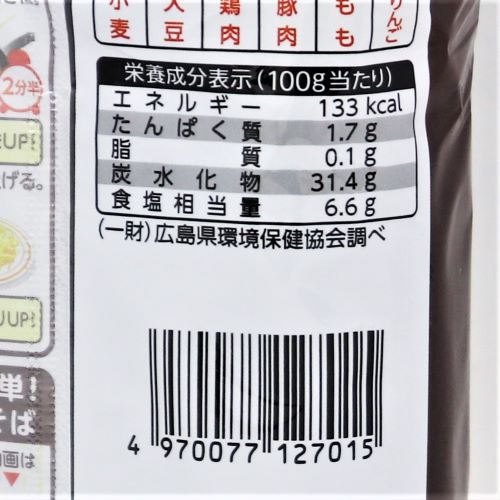 小麦 大豆 鶏肉 豚肉 もも りんご
2分半
UP!
げる。
UP!
単!
そば
画は
栄養成分表示(100g当たり)
エネルギー 133 kcal
たんぱく質 1.7 g
脂質 0.1 g
炭水化物 31.4 g
食塩相当量 6.6 g
(一財)広島県環境保健協会調べ
4 970077 127015